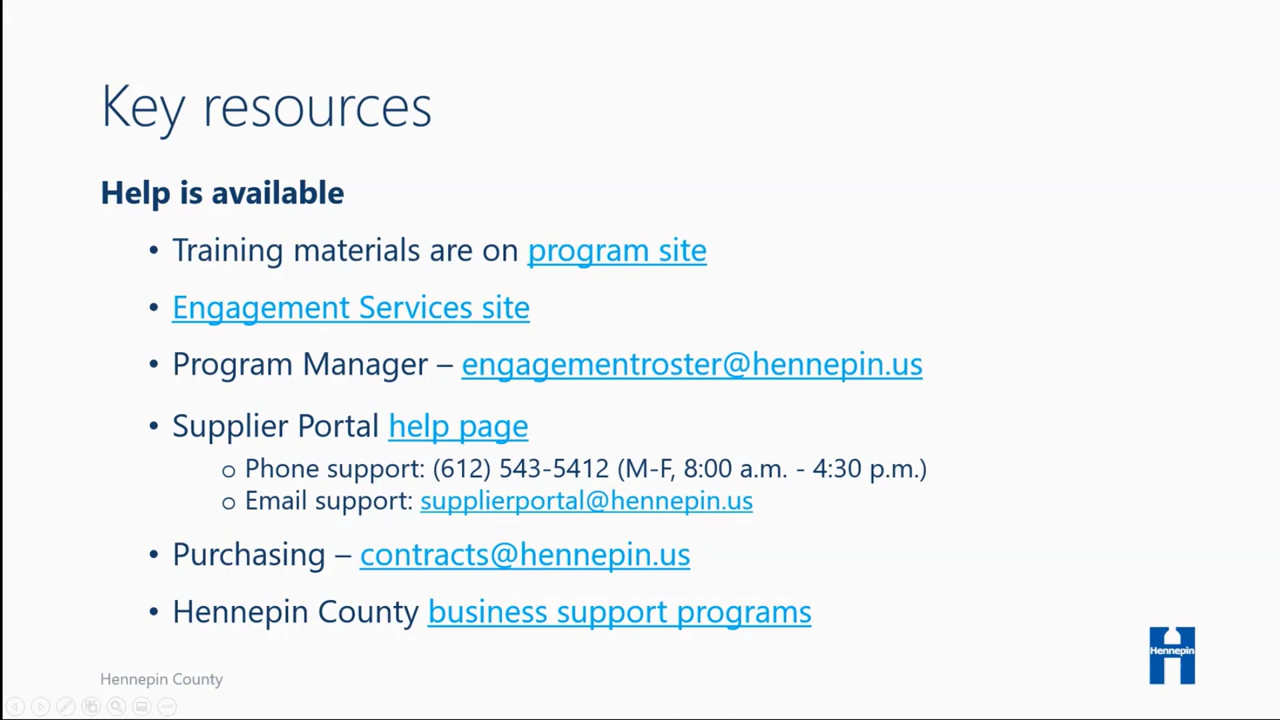 Key resources
Help is available
• Training materials are on program site
• Engagement Services site
• Program Manager – engagementroster@hennepin.us
• Supplier Portal help page
o Phone support: (612) 543-5412 (M-F, 8:00 a.m. - 4:30 p.m.)
o Email support: supplierportal@hennepin.us
• Purchasing – contracts@hennepin.us
• Hennepin County business support programs
Hennepin
Hennepin County